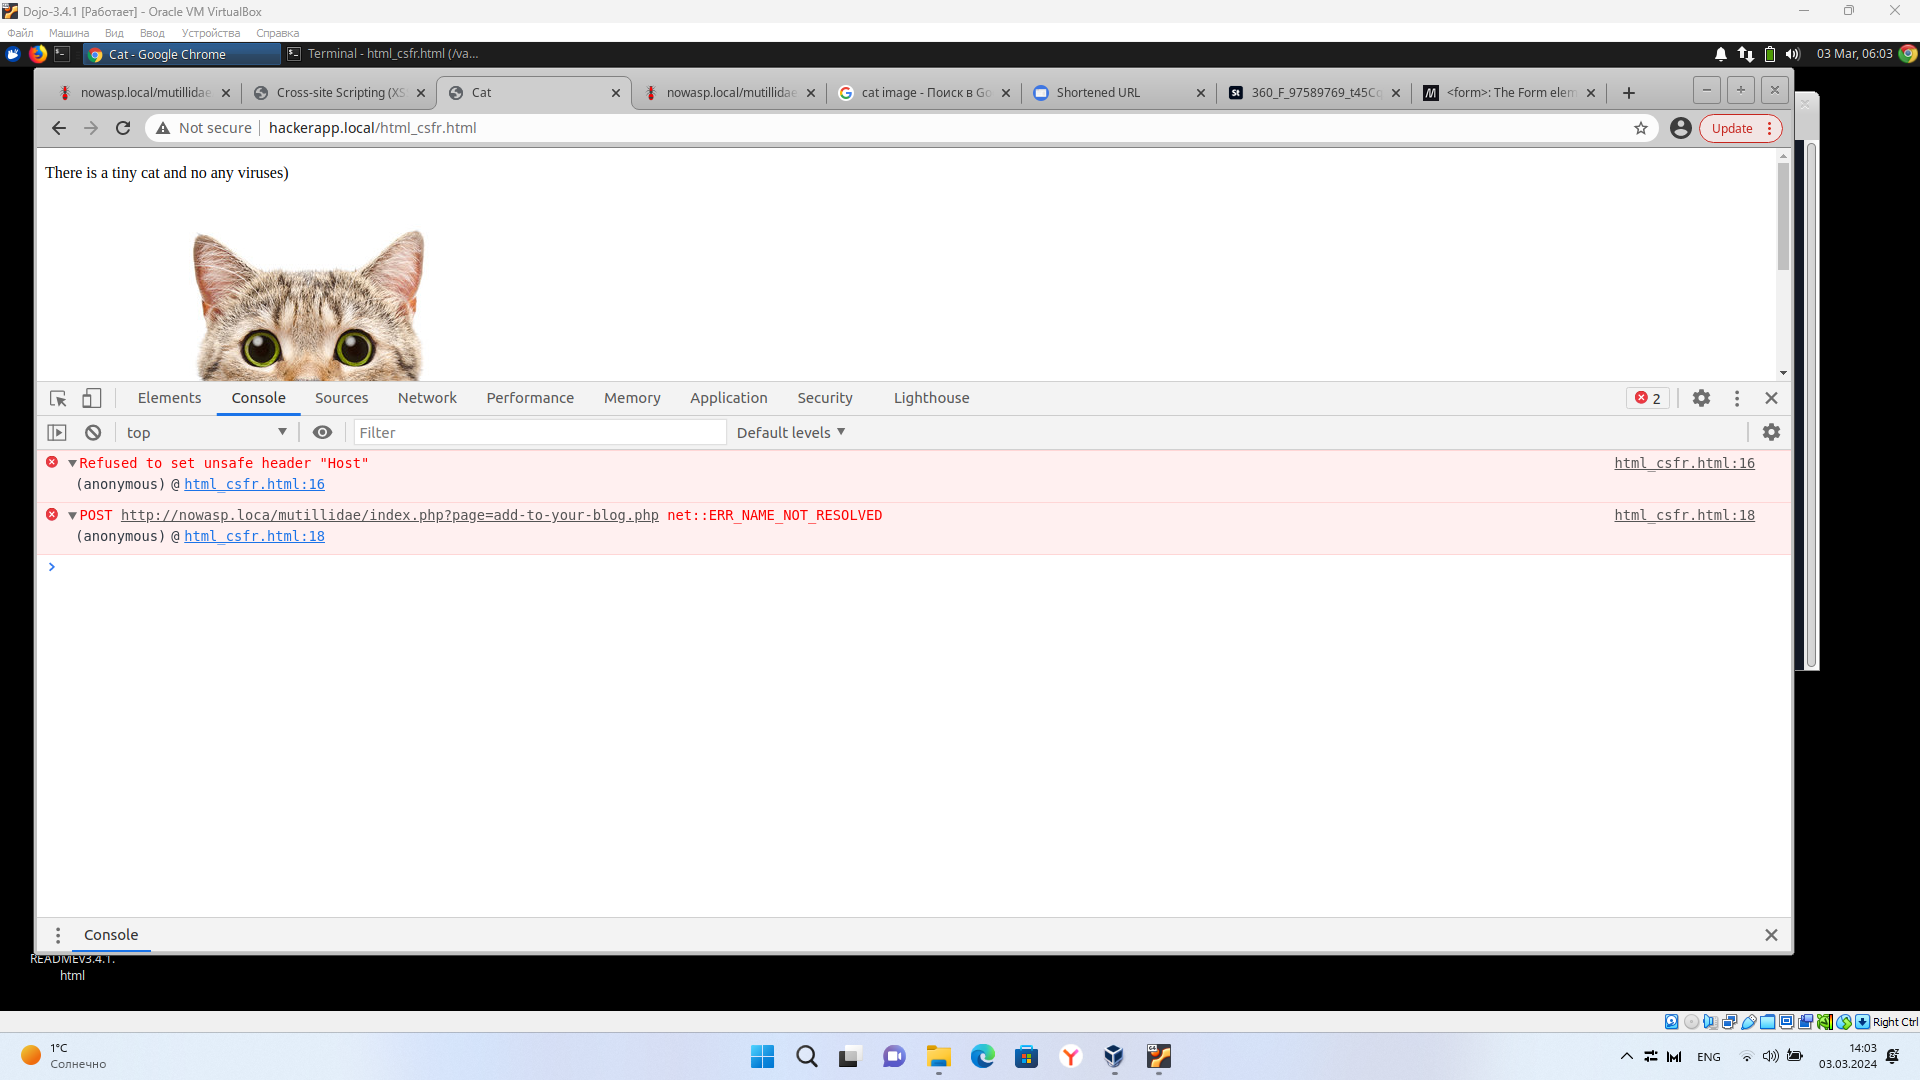 Dojo-3.4.1 [Работает] - Oracle VM VirtualBox
Файл Машина Вид Ввод Устройства Справка
Cat - Google Chrome Terminal - html_csfr.html (/va... 03 Mar, 06:03
nowasp.local/mutillidae Cross-site Scripting (XS Cat nowasp.local/mutillidae cat image - Поиск в Go Shortened URL St 360_F_97589769_t45Cq <form>: The Form elem
Not secure hackerapp.local/html_csfr.html Update
There is a tiny cat and no any viruses)
Elements Console Sources Network Performance Memory Application Security Lighthouse 2
top Filter Default levels
Refused to set unsafe header "Host" html_csfr.html:16
(anonymous) @ html_csfr.html:16
POST http://nowasp.loca/mutillidae/index.php?page=add-to-your-blog.php net::ERR_NAME_NOT_RESOLVED html_csfr.html:18
(anonymous) @ html_csfr.html:18
Console
READMEv3.4.1.
html
Right Ctrl
1°C
Солнечно
ENG
14:03
03.03.2024